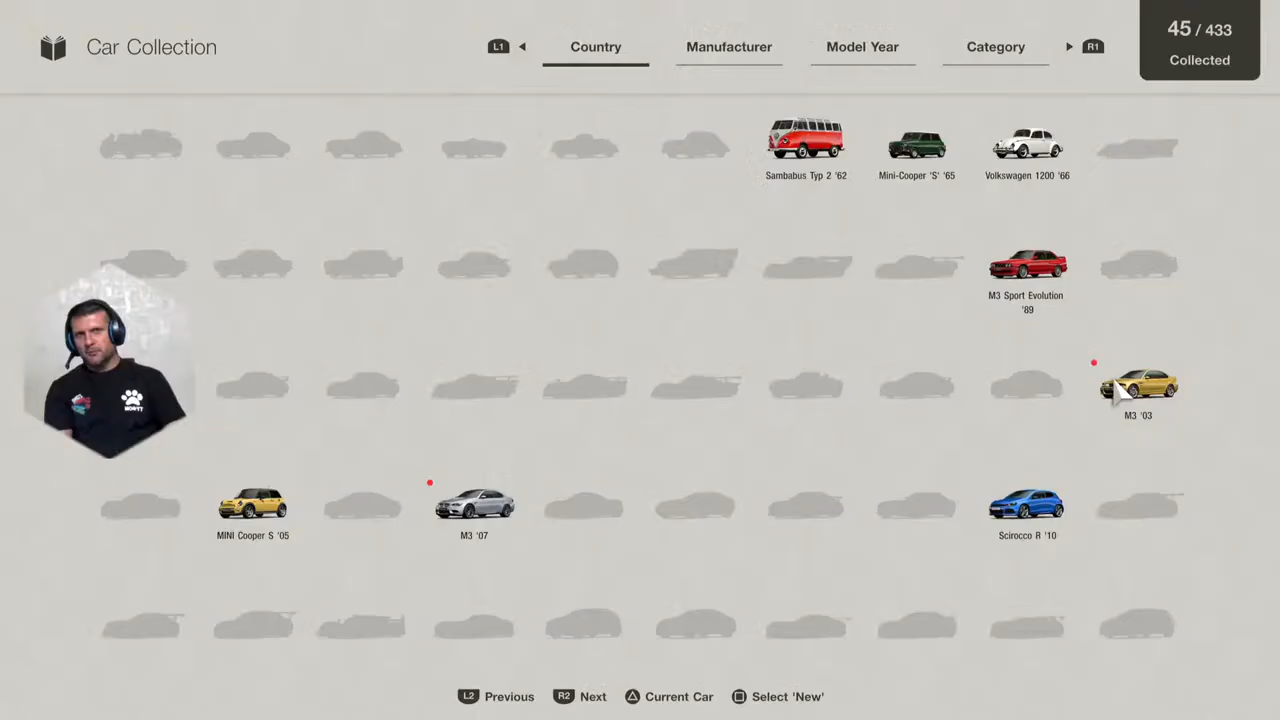 Car Collection
L1
Country
Manufacturer
Model Year
Category
R1
45 / 433
Collected
Sambabus Typ 2 '62
Mini-Cooper 'S' '65
Volkswagen 1200 '66
M3 Sport Evolution
'89
M3 '03
MINI Cooper S '05
M3 '07
Scirocco R '10
L2 Previous
R2 Next
Current Car
Select 'New'